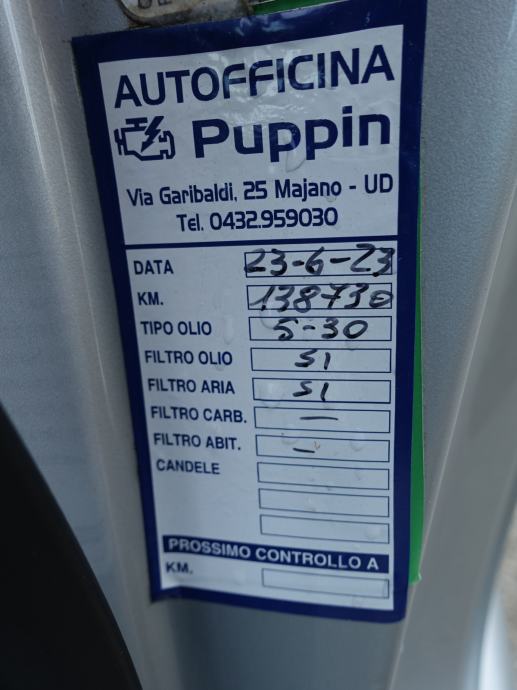 AUTOFFICINA
Puppin
Via Garibaldi, 25 Majano - UD
Tel. 0432.959030
DATA 23-6-23
KM. 138730
TIPO OLIO 5-30
FILTRO OLIO SI
FILTRO ARIA SI
FILTRO CARB. —
FILTRO ABIT. —
CANDELE
PROSSIMO CONTROLLO A
KM.